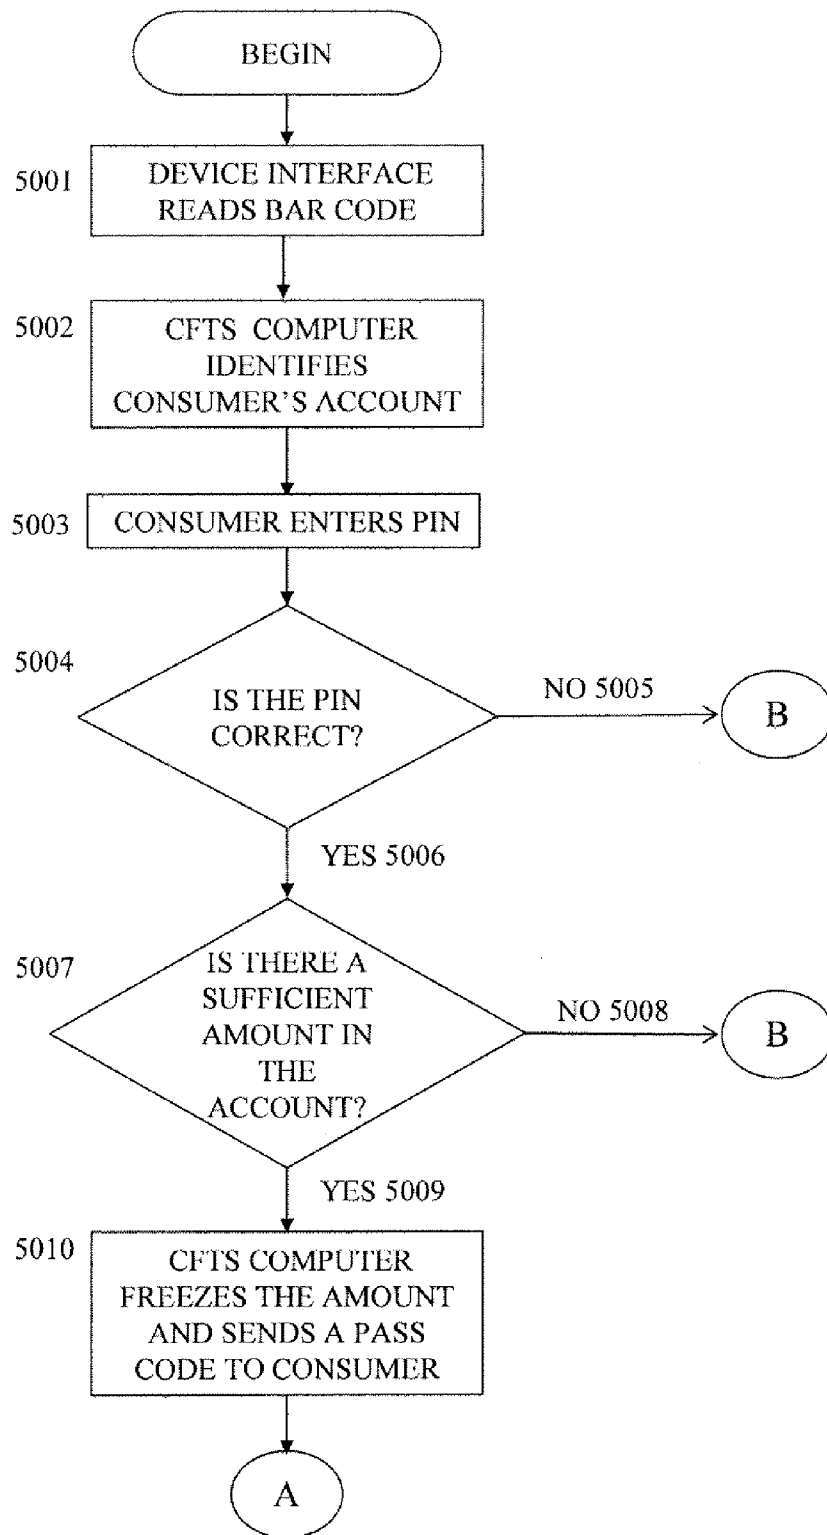 BEGIN
5001
DEVICE INTERFACE
READS BAR CODE
5002
CFTS COMPUTER
IDENTIFIES
CONSUMER'S ACCOUNT
5003
CONSUMER ENTERS PIN
5004
IS THE PIN
CORRECT?
NO 5005
B
YES 5006
5007
IS THERE A
SUFFICIENT
AMOUNT IN
THE
ACCOUNT?
NO 5008
B
YES 5009
5010
CFTS COMPUTER
FREEZES THE AMOUNT
AND SENDS A PASS
CODE TO CONSUMER
A